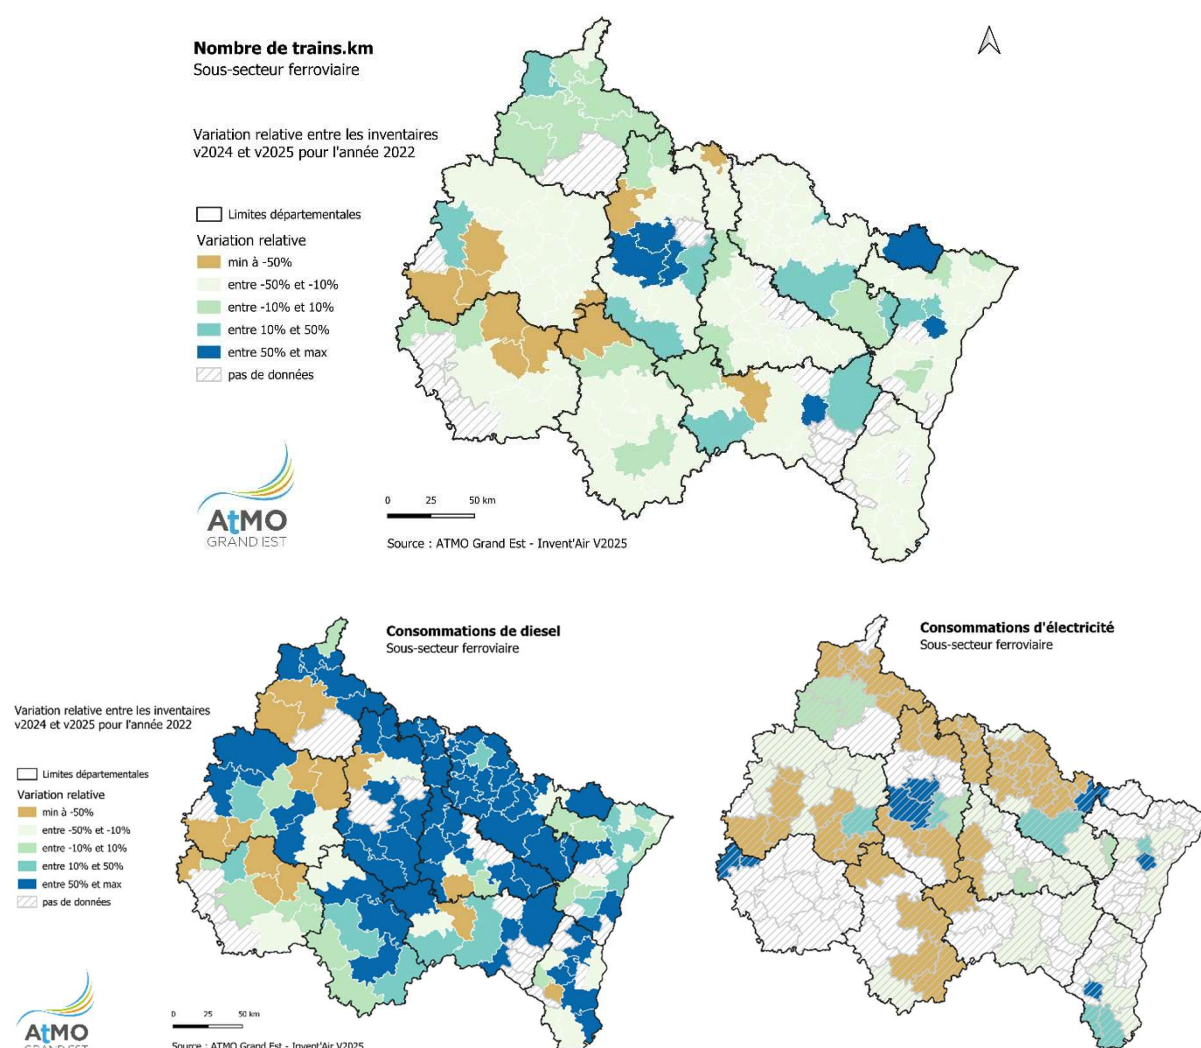 Nombre de trains.km
Sous-secteur ferroviaire
Variation relative entre les inventaires
v2024 et v2025 pour l'année 2022
Limites départementales
Variation relative
min à -50%
entre -50% et -10%
entre -10% et 10%
entre 10% et 50%
entre 50% et max
pas de données
AtMO
GRAND EST
0 25 50 km
Source : ATMO Grand Est - Invent'Air V2025
Consommations de diesel
Sous-secteur ferroviaire
Variation relative entre les inventaires
v2024 et v2025 pour l'année 2022
Limites départementales
Variation relative
min à -50%
entre -50% et -10%
entre -10% et 10%
entre 10% et 50%
entre 50% et max
pas de données
AtMO
GRAND EST
0 25 50 km
Source : ATMO Grand Est - Invent'Air V2025
Consommations d'électricité
Sous-secteur ferroviaire